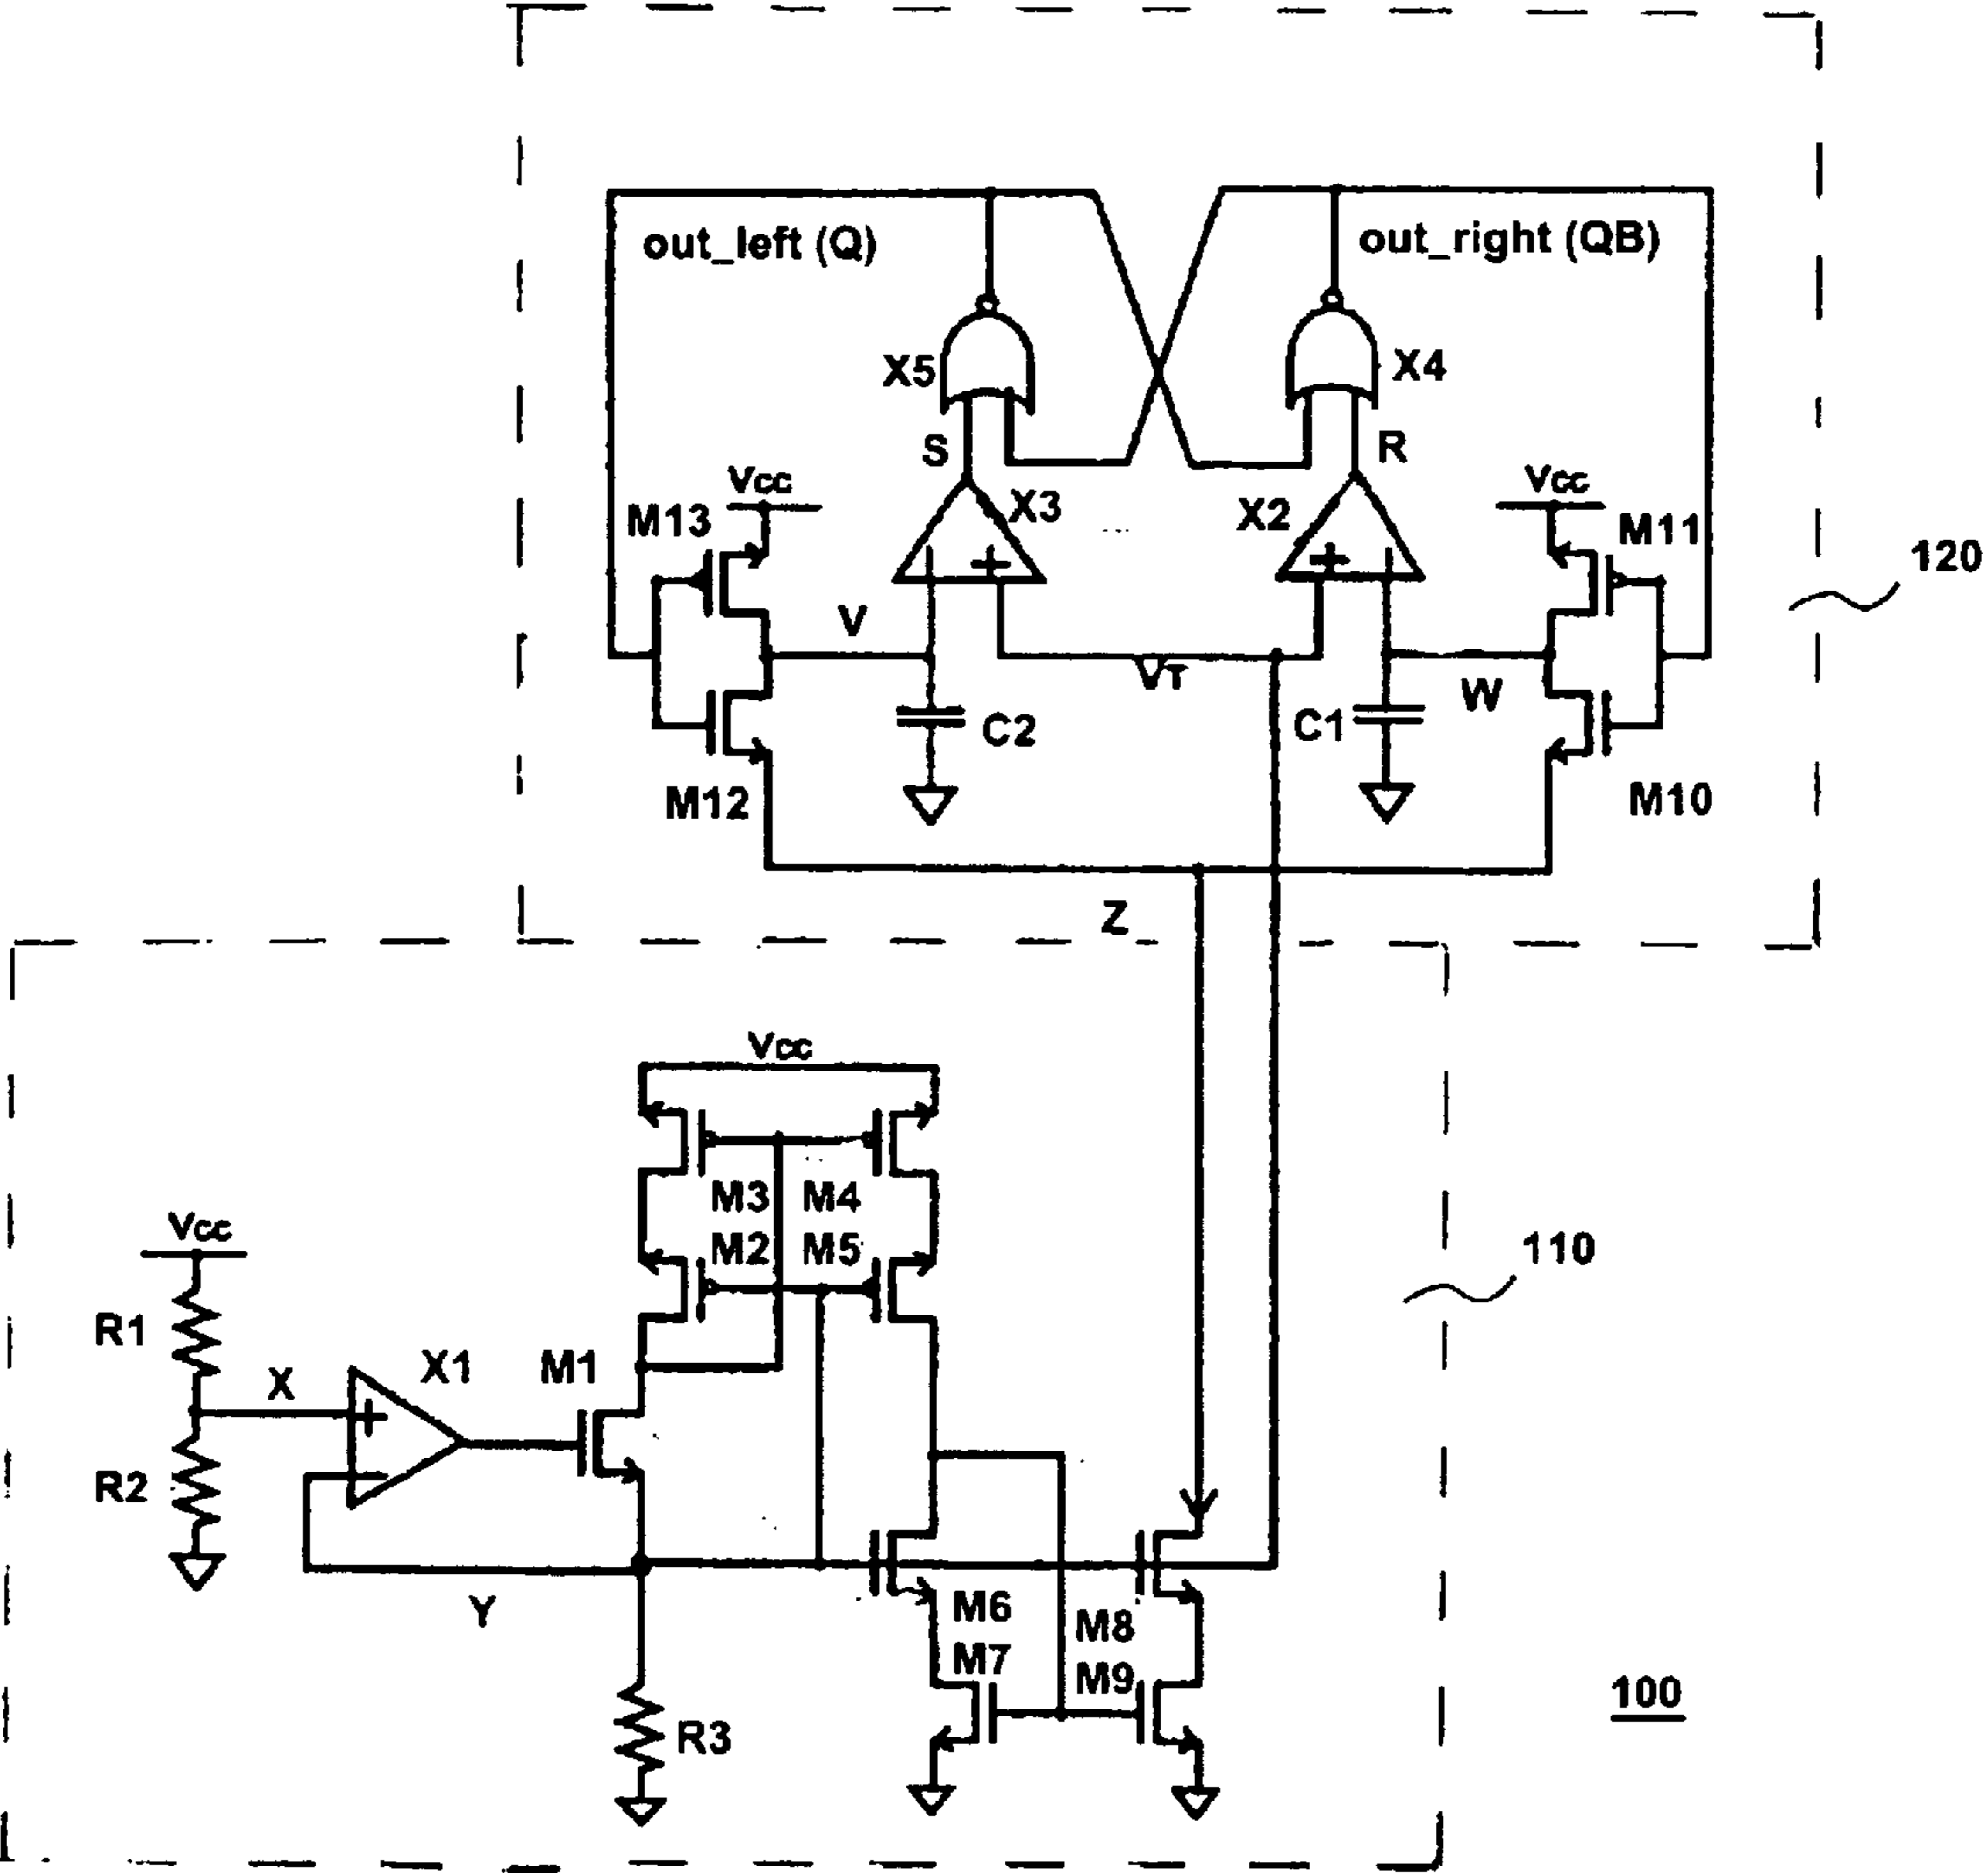 out_left (Q)
out_right (QB)
X5
X4
S
R
Vcc
Vcc
M13
X3
X2
M11
120
V
VT
W
C2
C1
M12
M10
Z
Vcc
M3
M4
Vcc
M2
M5
110
R1
X
X1
M1
R2
Y
M6
M8
M7
M9
100
R3
+
+
+